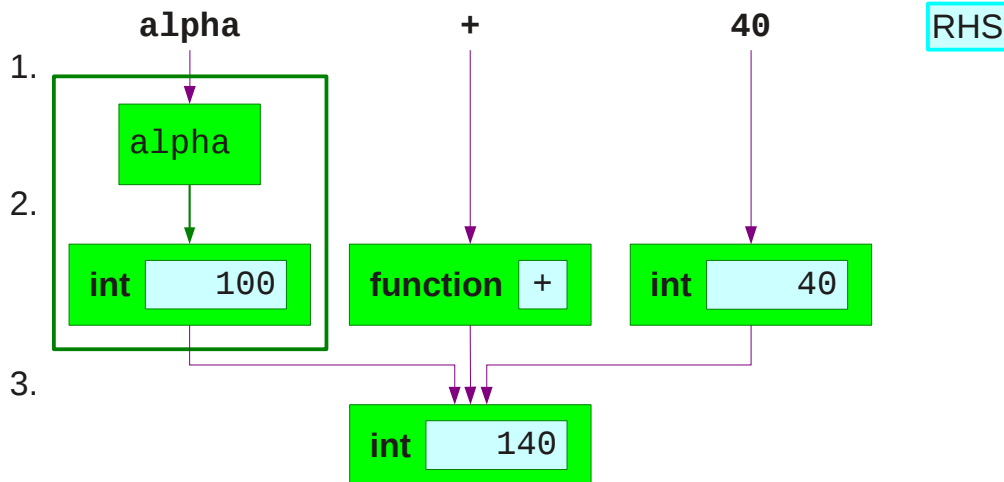 alpha + 40 RHS
1.
alpha
2.
int 100 function + int 40
3.
int 140